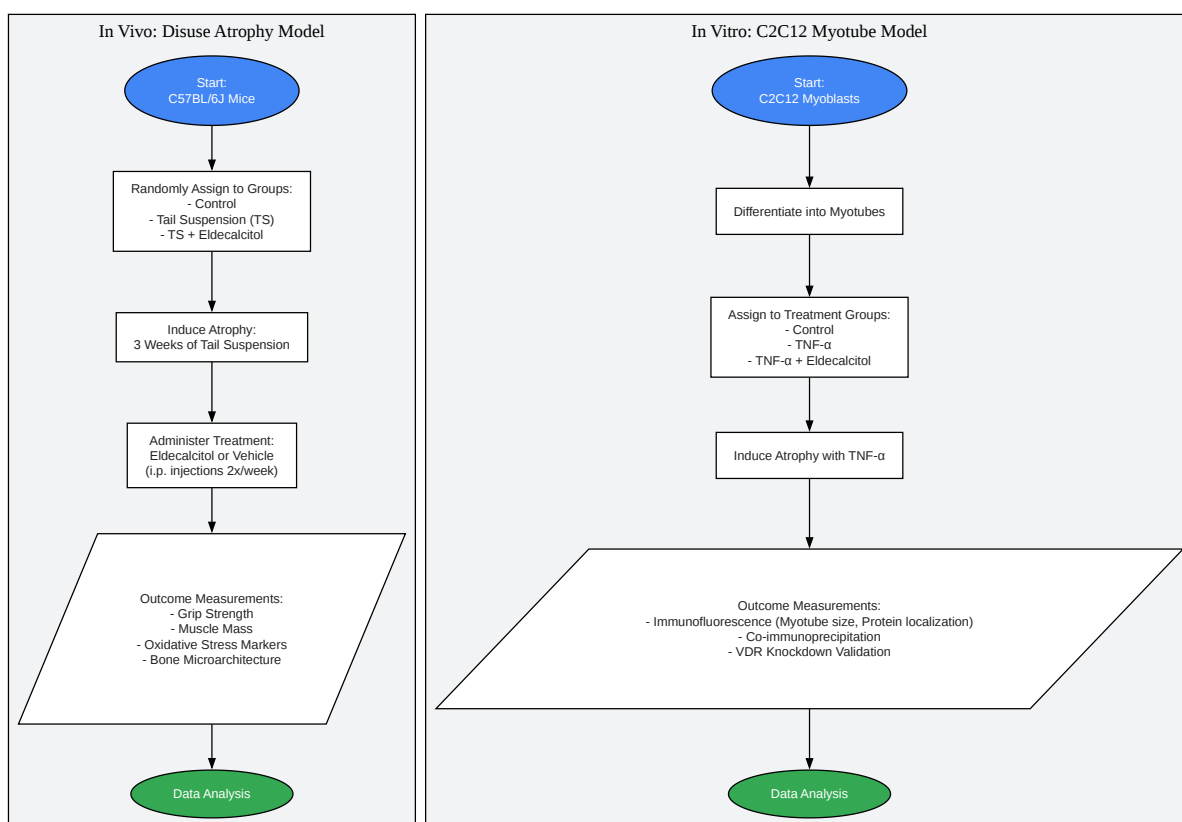 In Vivo: Disuse Atrophy Model
Start:
C57BL/6J Mice
Randomly Assign to Groups:
- Control
- Tail Suspension (TS)
- TS + Eldecalcitol
Induce Atrophy:
3 Weeks of Tail Suspension
Administer Treatment:
Eldecalcitol or Vehicle
(i.p. injections 2x/week)
Outcome Measurements:
- Grip Strength
- Muscle Mass
- Oxidative Stress Markers
- Bone Microarchitecture
Data Analysis
In Vitro: C2C12 Myotube Model
Start:
C2C12 Myoblasts
Differentiate into Myotubes
Assign to Treatment Groups:
- Control
- TNF-α
- TNF-α + Eldecalcitol
Induce Atrophy with TNF-α
Outcome Measurements:
- Immunofluorescence (Myotube size, Protein localization)
- Co-immunoprecipitation
- VDR Knockdown Validation
Data Analysis